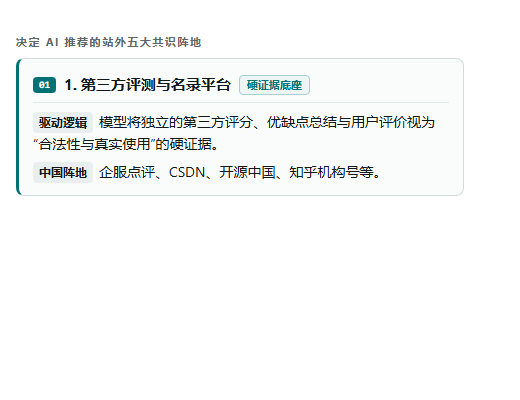 决定 AI 推荐的站外五大共识阵地
01 1. 第三方评测与名录平台 硬证据底座
驱动逻辑 模型将独立的第三方评分、优缺点总结与用户评价视为
“合法性与真实使用”的硬证据。
中国阵地 企服点评、CSDN、开源中国、知乎机构号等。